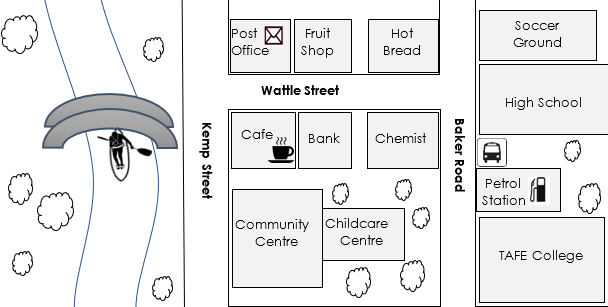 Post
Office
Fruit
Shop
Hot
Bread
Soccer
Ground
Wattle Street
High School
Kemp Street
Cafe
Bank
Chemist
Baker Road
Petrol
Station
Community
Centre
Childcare
Centre
TAFE College